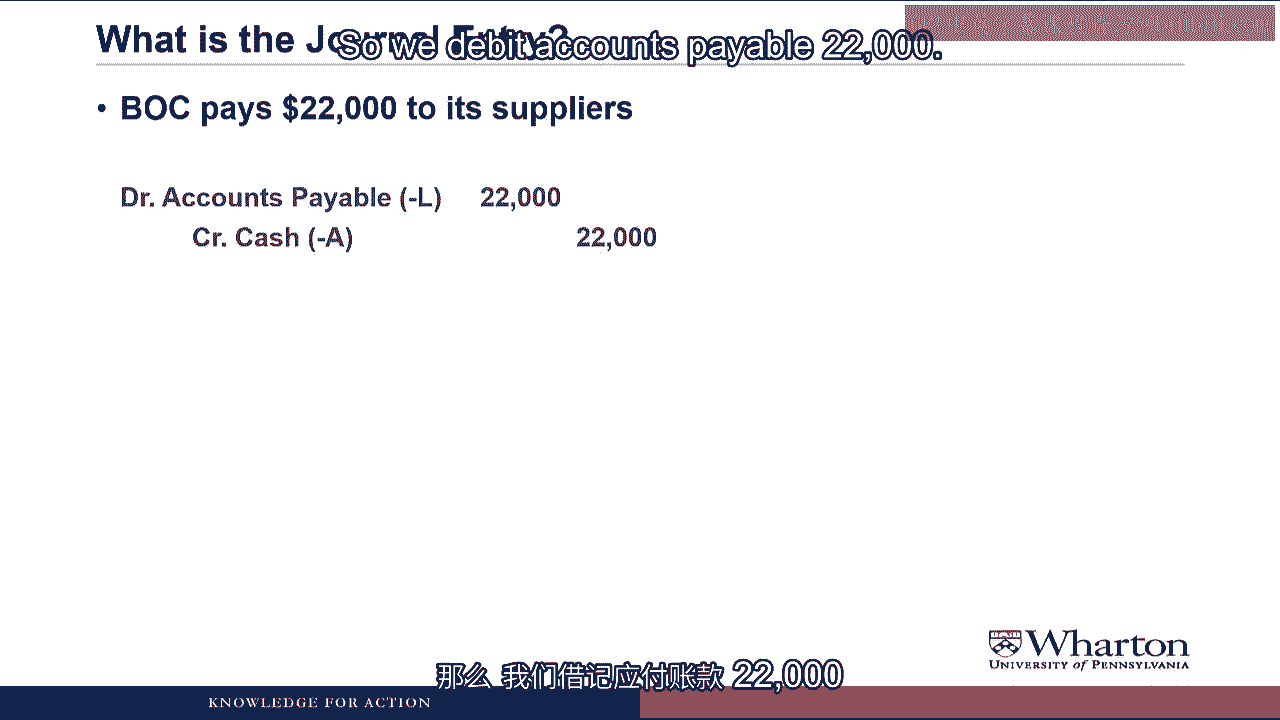 What is the Journal Entry?
So we debit accounts payable 22,000.
• BOC pays $22,000 to its suppliers
Dr. Accounts Payable (-L) 22,000
Cr. Cash (-A) 22,000
Wharton
UNIVERSITY of PENNSYLVANIA
那么 我们借记应付账款 22,000
KNOWLEDGE FOR ACTION